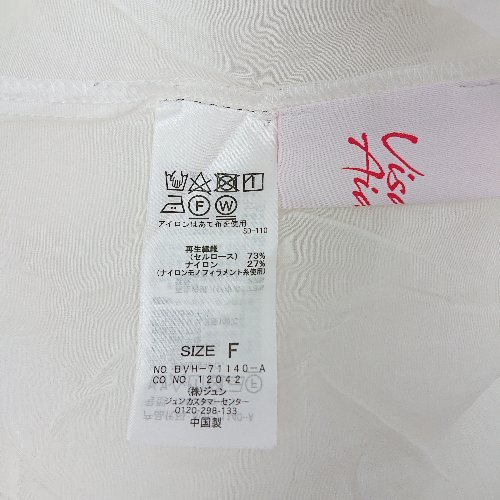 F
W
アイロンはあて布を使用
SD-110
再生繊維
(セルロース) 73%
ナイロン 27%
(ナイロンモノフィラメント糸使用)
SIZE F
NO. BVH-71140-A
CO. NO. 12042
(株)ジュン
ジュンカスタマーセンター
0120-298-133
中国製